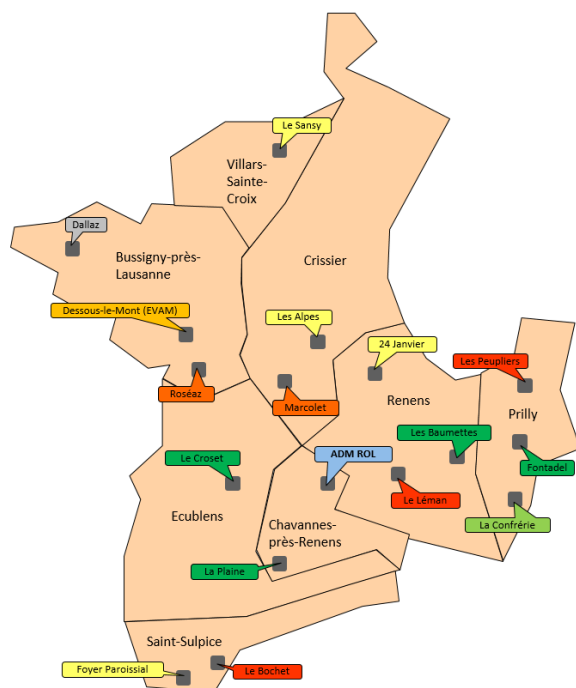 Le Sansy
Villars-
Sainte-
Croix
Dallaz
Bussigny-près-
Lausanne
Crissier
Dessous-le-Mont (EVAM)
Les Alpes
24 Janvier
Les Peupliers
Roséaz
Marcolet
Renens
Prilly
Les Baumettes
Le Croset
ADM ROL
Fontadel
Le Léman
Ecublens
Chavannes-
près-Renens
La Confrérie
La Plaine
Saint-Sulpice
Foyer Paroissial
Le Bochet